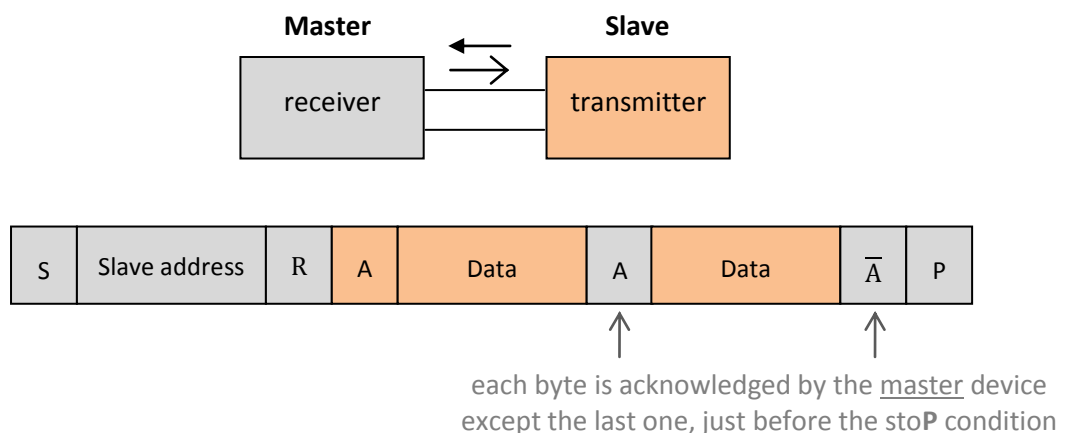 Master Slave
receiver transmitter
S Slave address R A Data A Data A̅ P
each byte is acknowledged by the master device
except the last one, just before the stoP condition